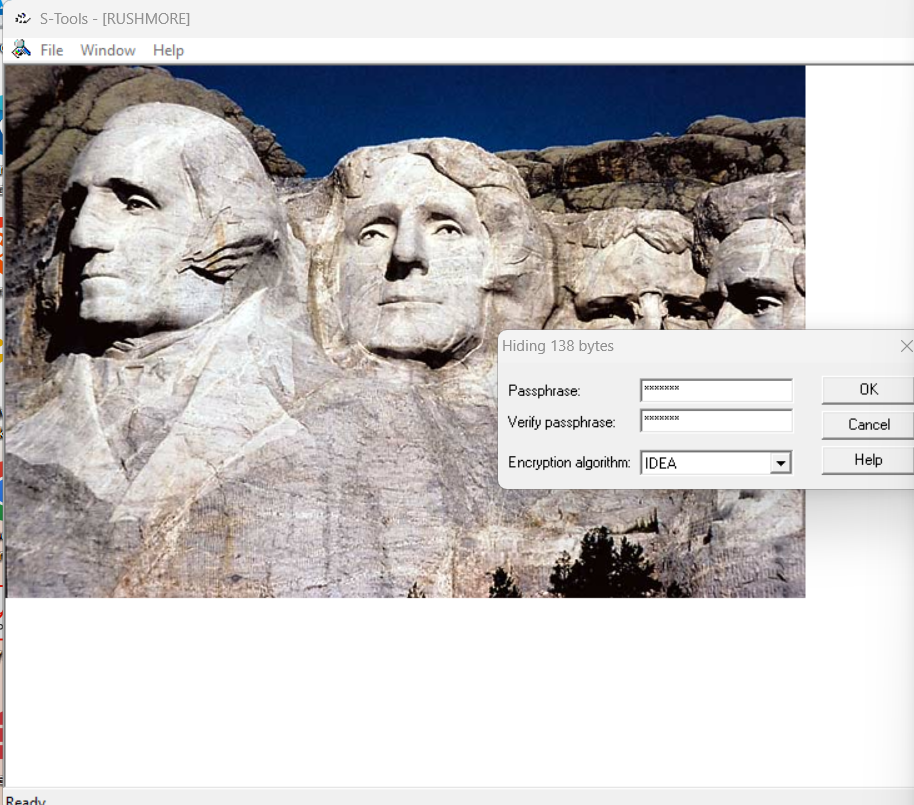 S-Tools - [RUSHMORE]
File Window Help
Hiding 138 bytes
Passphrase: *******
OK
Verify passphrase: *******
Cancel
Encryption algorithm: IDEA
Help
Ready